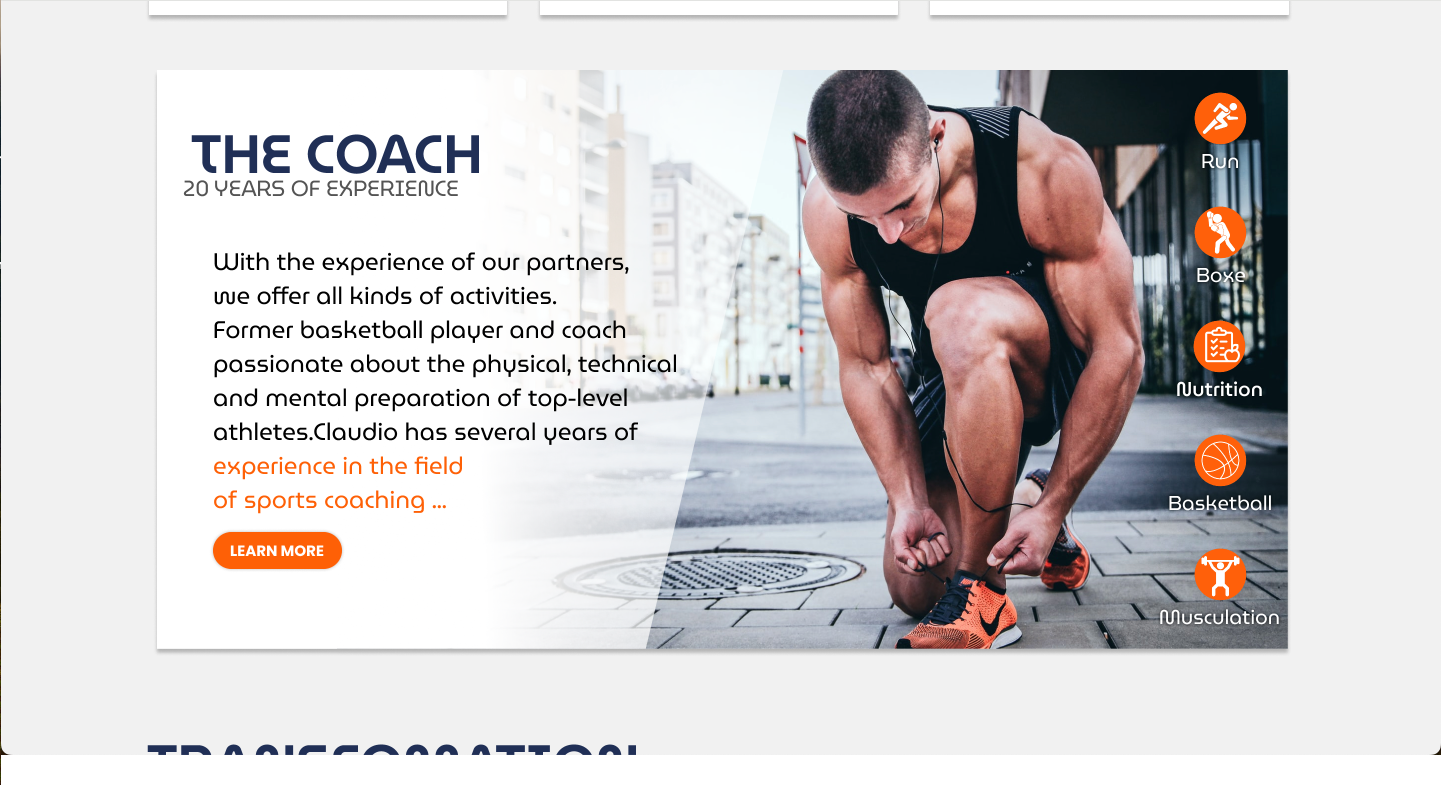 THE COACH
20 YEARS OF EXPERIENCE
With the experience of our partners,
we offer all kinds of activities.
Former basketball player and coach
passionate about the physical, technical
and mental preparation of top-level
athletes.Claudio has several years of
experience in the field
of sports coaching ...
LEARN MORE
Run
Boxe
Nutrition
Basketball
Musculation
TRANSFORMATION